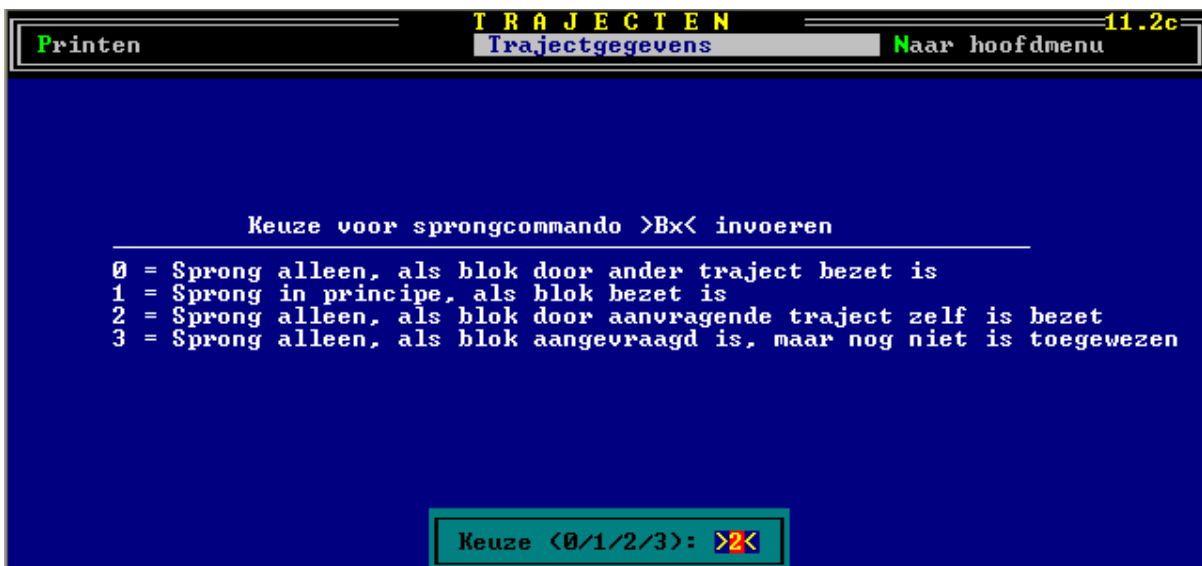 T R A J E C T E N 11.2c
Printen Trajectgegevens Naar hoofdmenu
Keuze voor sprongcommando >Bx< invoeren
0 = Sprong alleen, als blok door ander traject bezet is
1 = Sprong in principe, als blok bezet is
2 = Sprong alleen, als blok door aanvragende traject zelf is bezet
3 = Sprong alleen, als blok aangevraagd is, maar nog niet is toegewezen
Keuze (0/1/2/3): >2<